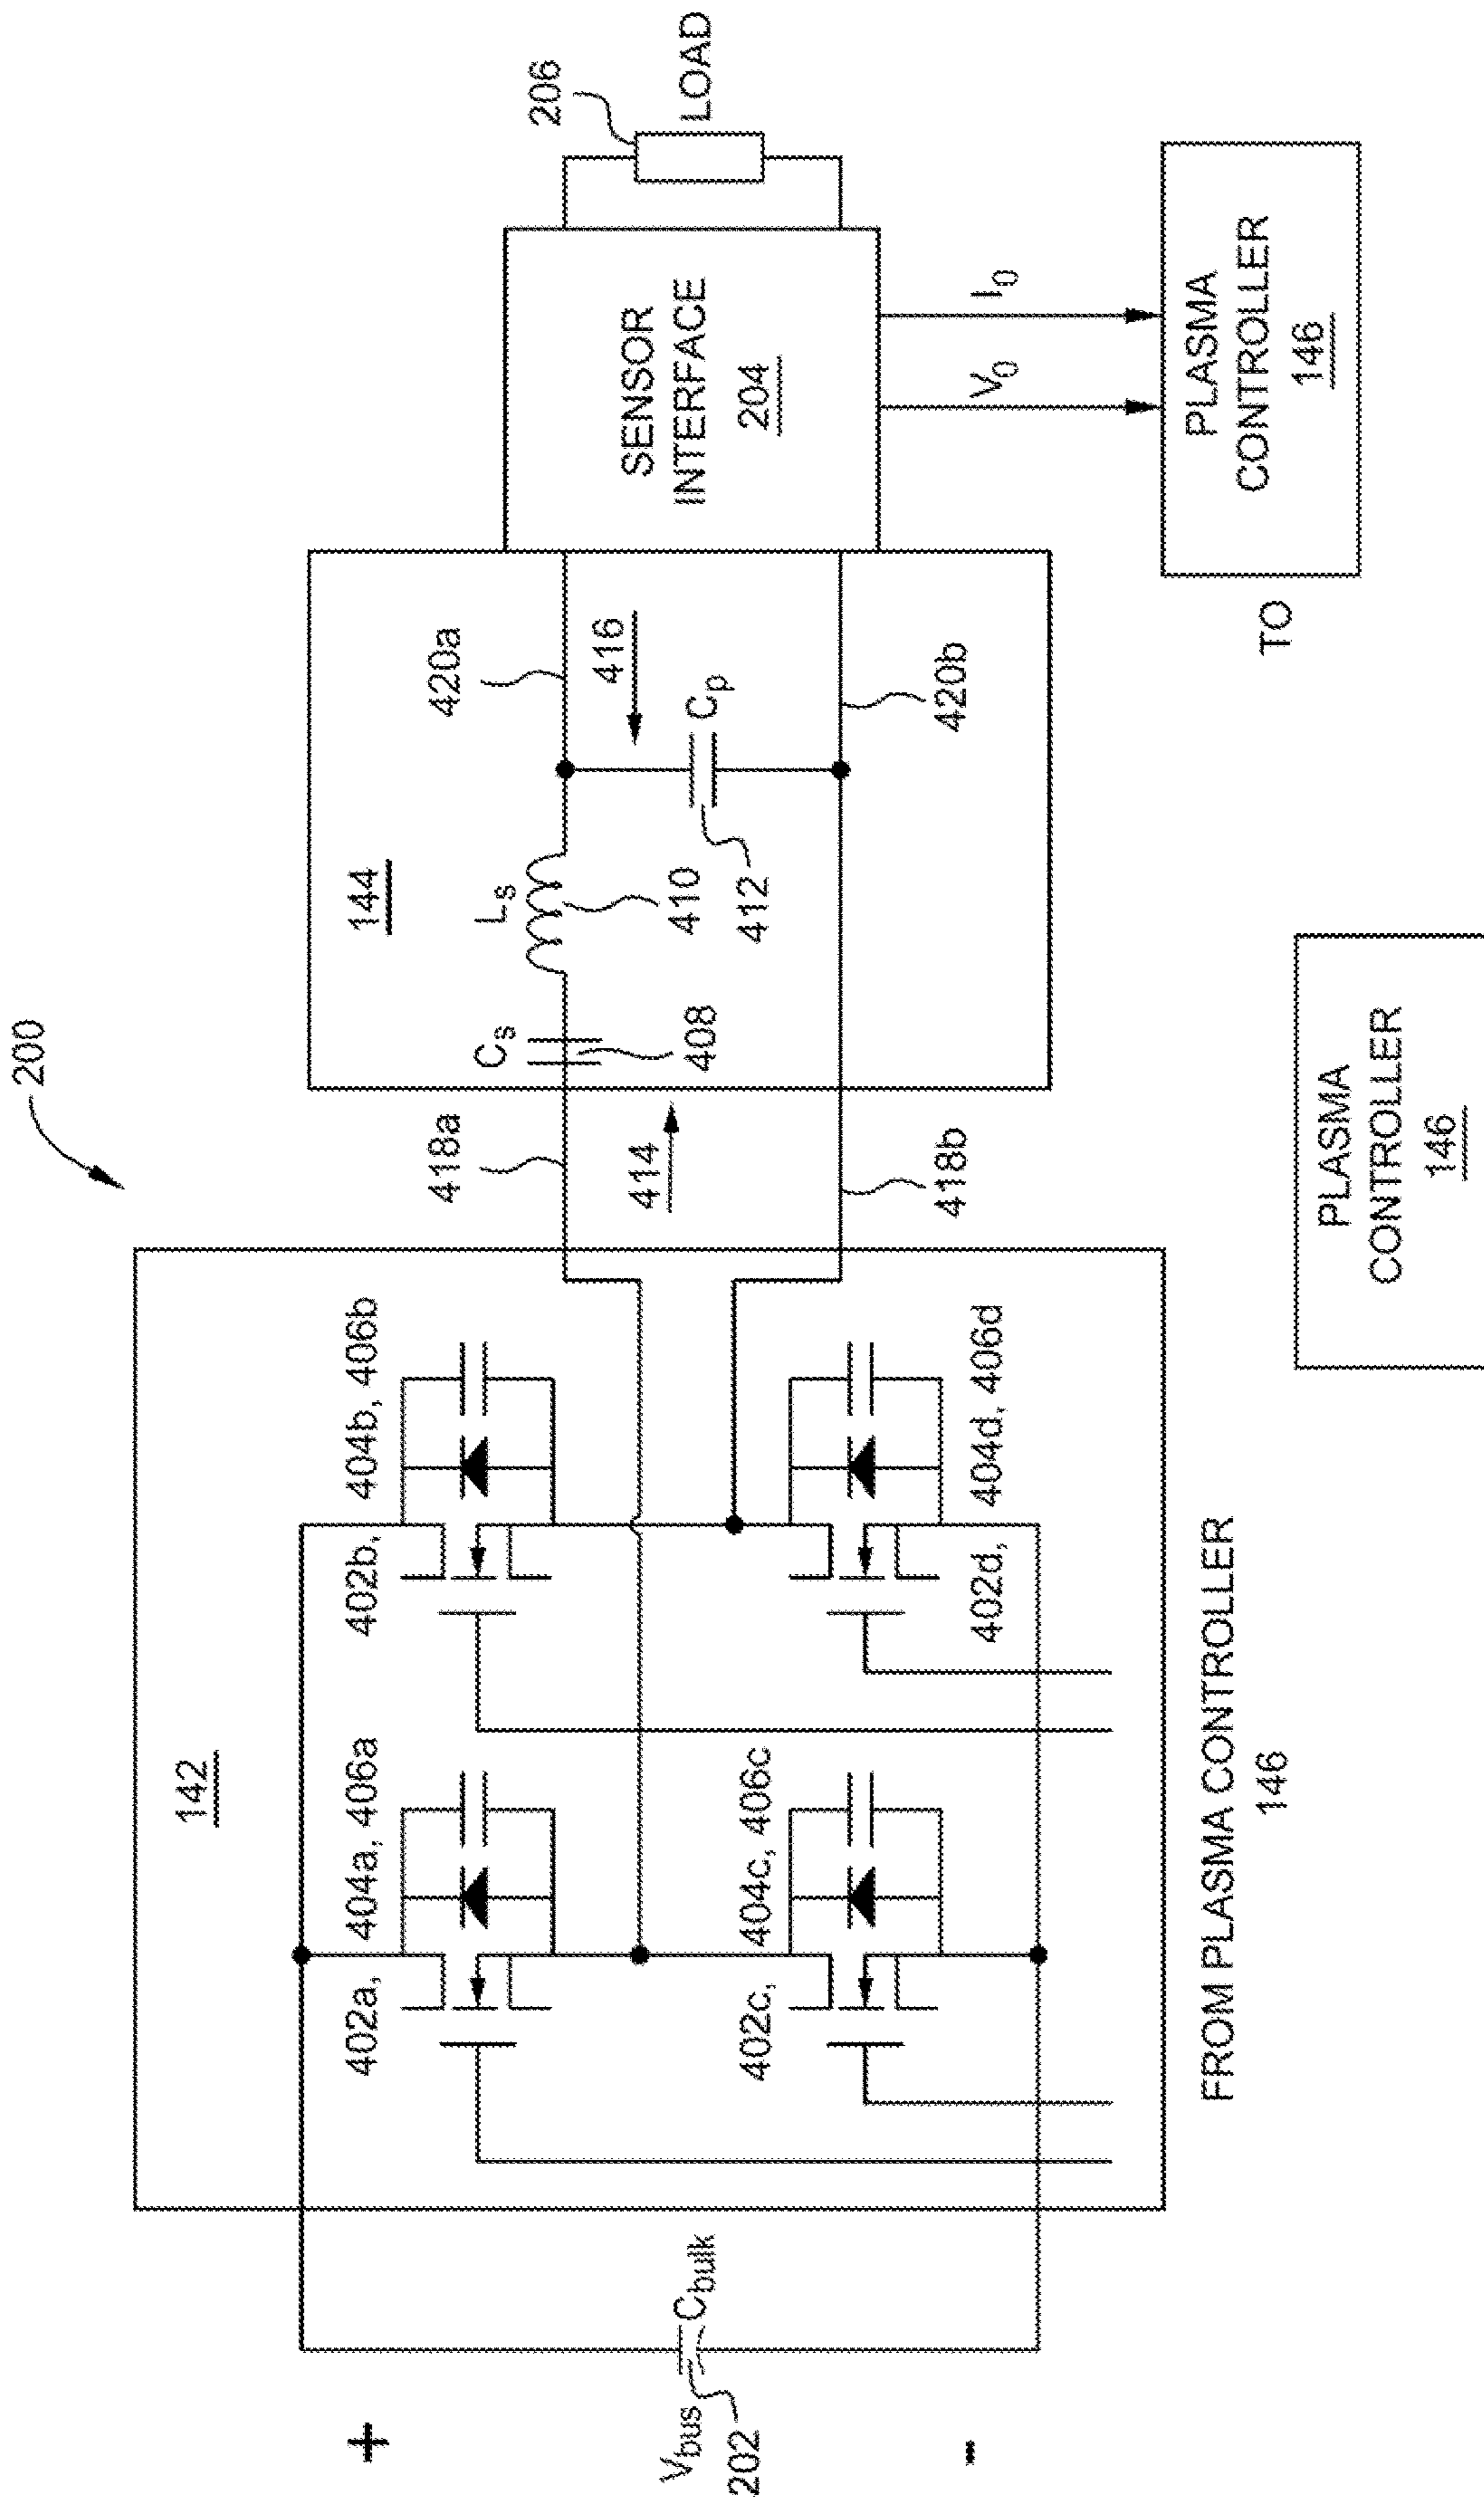 200
142
402a, 404a, 406a
402b, 404b, 406b
402c, 404c, 406c
402d, 404d, 406d
+
Vbus
202
Cbulk
-
FROM PLASMA CONTROLLER
146
418a
414
418b
144
Cs
408
Ls
410
412
Cp
416
420a
420b
SENSOR
INTERFACE
204
206
LOAD
V0
I0
TO
PLASMA
CONTROLLER
146
PLASMA
CONTROLLER
146